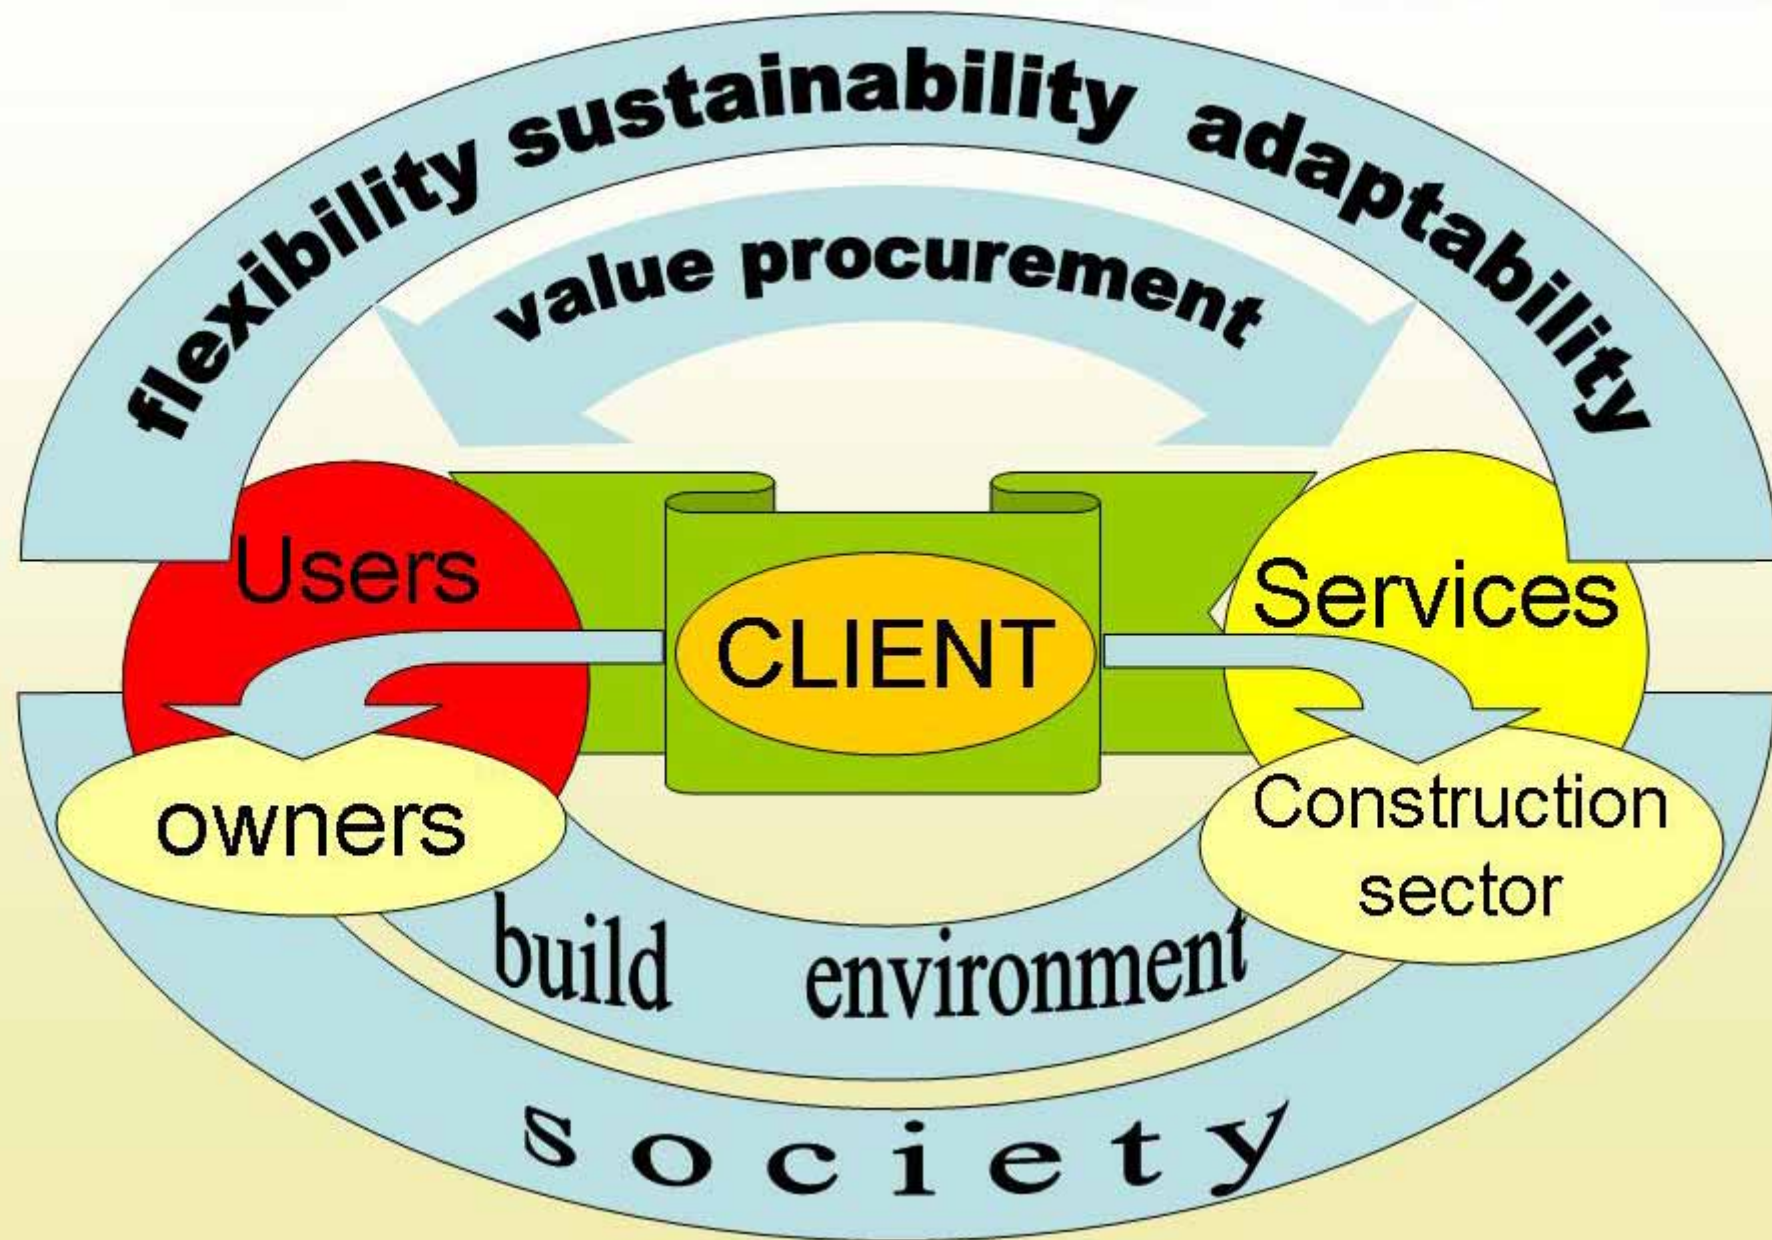 flexibility sustainability adaptability
value procurement
Users
CLIENT
Services
owners
Construction
sector
build environment
society